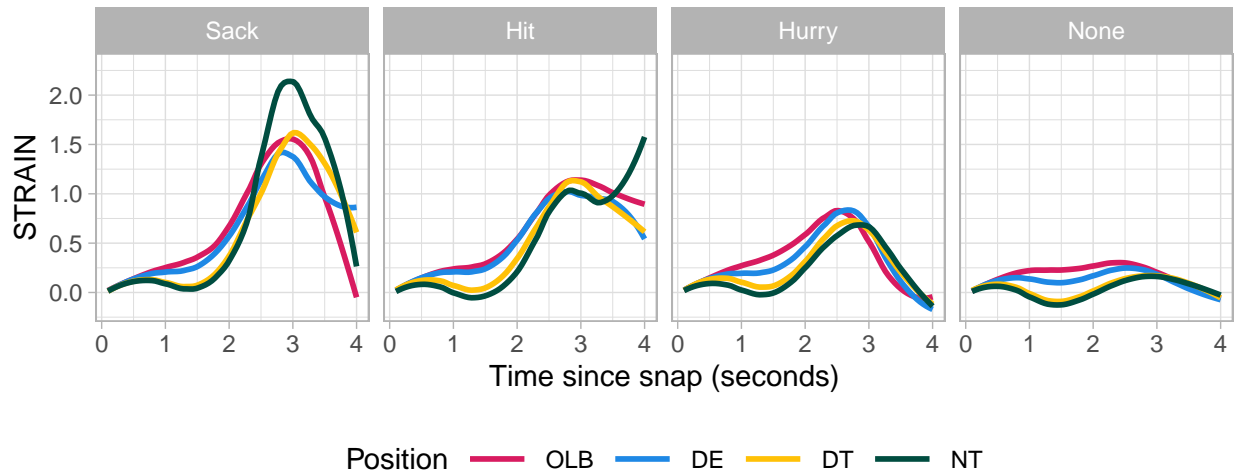 Sack Hit Hurry None
STRAIN
2.0
1.5
1.0
0.5
0.0
0 1 2 3 4 0 1 2 3 4 0 1 2 3 4 0 1 2 3 4
Time since snap (seconds)
Position OLB DE DT NT